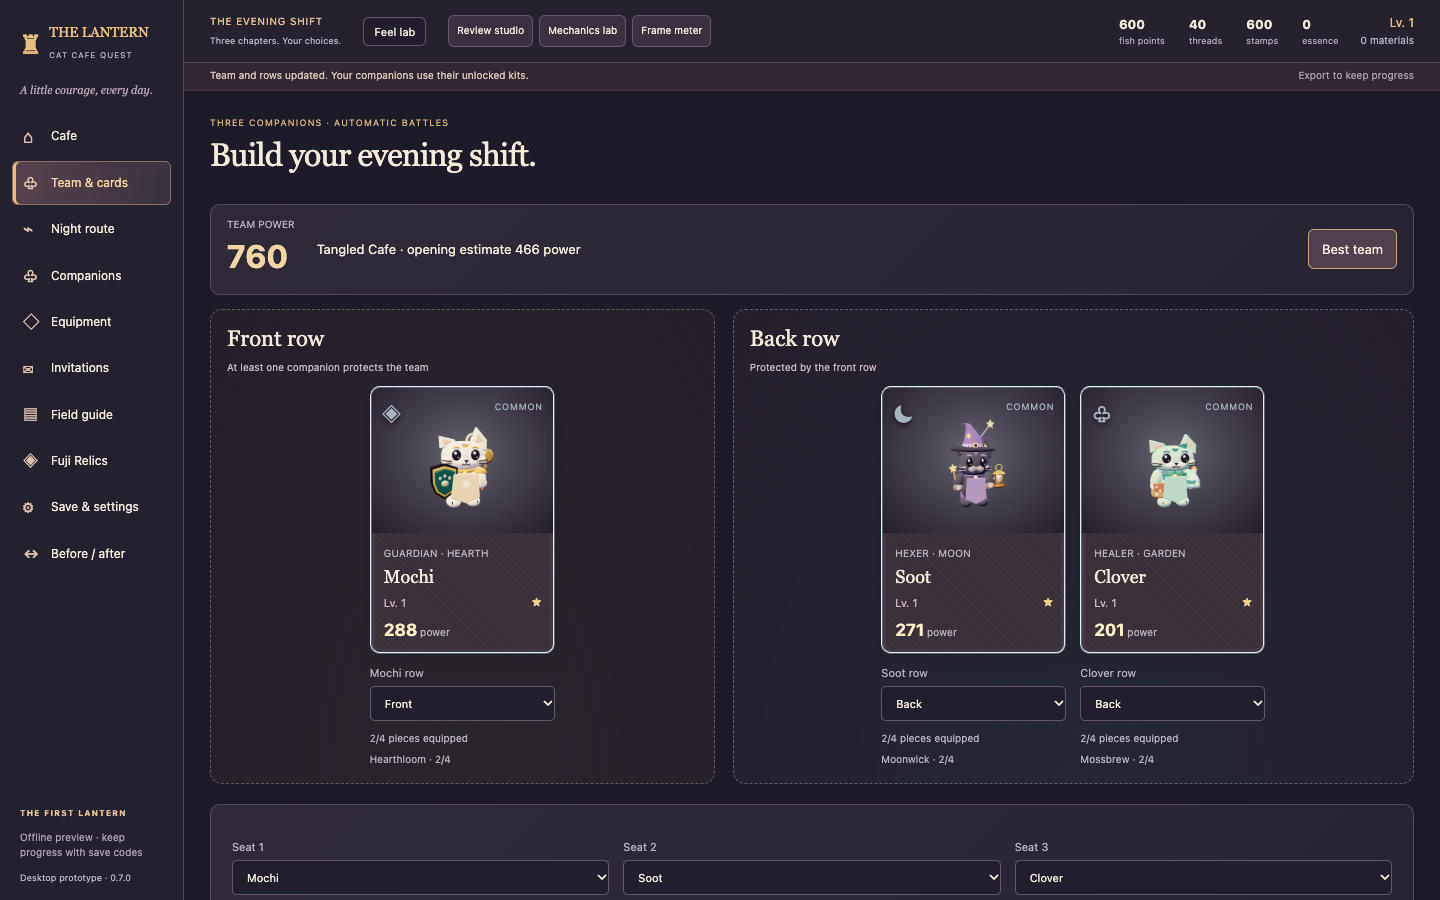 THE LANTERN
CAT CAFE QUEST
A little courage, every day.
Cafe
Team & cards
Night route
Companions
Equipment
Invitations
Field guide
Fuji Relics
Save & settings
Before / after
THE FIRST LANTERN
Offline preview · keep
progress with save codes
Desktop prototype · 0.7.0
THE EVENING SHIFT
Three chapters. Your choices.
Feel lab
Review studio
Mechanics lab
Frame meter
600
fish points
40
threads
600
stamps
0
essence
Lv. 1
0 materials
Team and rows updated. Your companions use their unlocked kits.
Export to keep progress
THREE COMPANIONS · AUTOMATIC BATTLES
Build your evening shift.
TEAM POWER
760
Tangled Cafe · opening estimate 466 power
Best team
Front row
At least one companion protects the team
COMMON
GUARDIAN · HEARTH
Mochi
Lv. 1
288 power
Mochi row
Front
2/4 pieces equipped
Hearthloom · 2/4
Back row
Protected by the front row
COMMON
HEXER · MOON
Soot
Lv. 1
271 power
Soot row
Back
2/4 pieces equipped
Moonwick · 2/4
COMMON
HEALER · GARDEN
Clover
Lv. 1
201 power
Clover row
Back
2/4 pieces equipped
Mossbrew · 2/4
Seat 1
Mochi
Seat 2
Soot
Seat 3
Clover